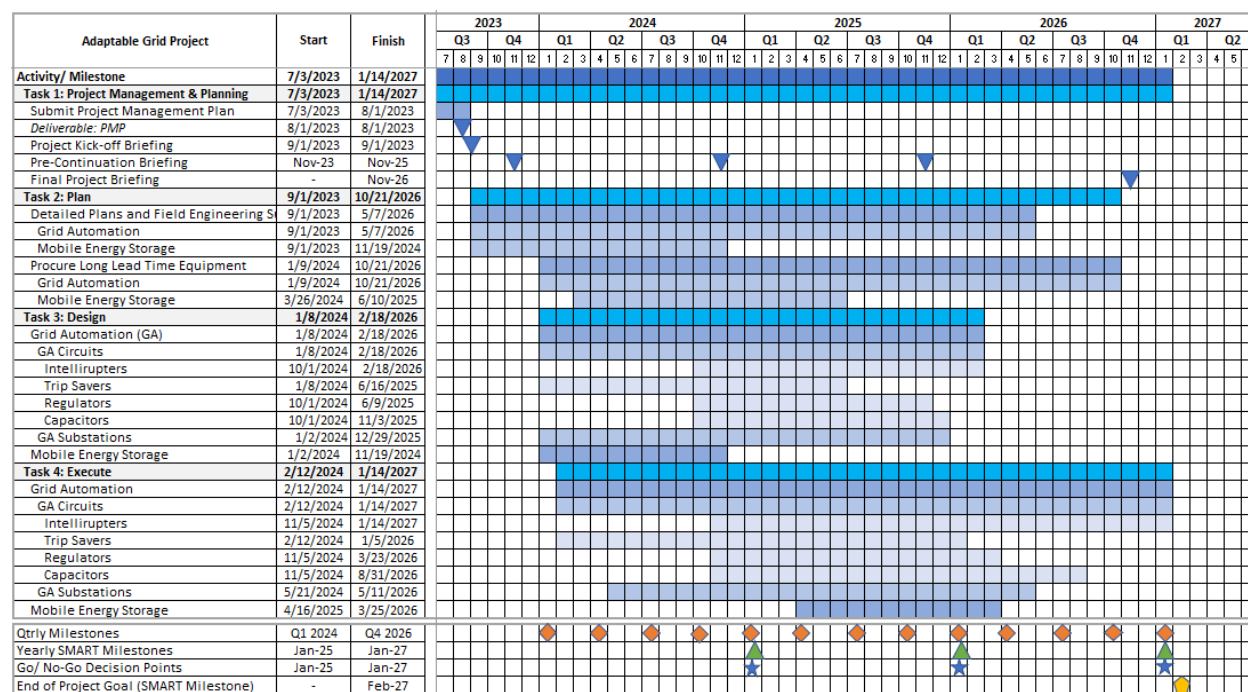 2023 2024 2025 2026 2027
Adaptable Grid Project Start Finish Q3 Q4 Q1 Q2 Q3 Q4 Q1 Q2 Q3 Q4 Q1 Q2 Q3 Q4 Q1 Q2
7 8 9 10 11 12 1 2 3 4 5 6 7 8 9 10 11 12 1 2 3 4 5 6 7 8 9 10 11 12 1 2 3 4 5 6 7 8 9 10 11 12 1 2 3 4 5
Activity/ Milestone 7/3/2023 1/14/2027
Task 1: Project Management & Planning 7/3/2023 1/14/2027
Submit Project Management Plan 7/3/2023 8/1/2023
Deliverable: PMP 8/1/2023 8/1/2023
Project Kick-off Briefing 9/1/2023 9/1/2023
Pre-Continuation Briefing Nov-23 Nov-25
Final Project Briefing - Nov-26
Task 2: Plan 9/1/2023 10/21/2026
Detailed Plans and Field Engineering S 9/1/2023 5/7/2026
Grid Automation 9/1/2023 5/7/2026
Mobile Energy Storage 9/1/2023 11/19/2024
Procure Long Lead Time Equipment 1/9/2024 10/21/2026
Grid Automation 1/9/2024 10/21/2026
Mobile Energy Storage 3/26/2024 6/10/2025
Task 3: Design 1/8/2024 2/18/2026
Grid Automation (GA) 1/8/2024 2/18/2026
GA Circuits 1/8/2024 2/18/2026
Intellirupters 10/1/2024 2/18/2026
Trip Savers 1/8/2024 6/16/2025
Regulators 10/1/2024 6/9/2025
Capacitors 10/1/2024 11/3/2025
GA Substations 1/2/2024 12/29/2025
Mobile Energy Storage 1/2/2024 11/19/2024
Task 4: Execute 2/12/2024 1/14/2027
Grid Automation 2/12/2024 1/14/2027
GA Circuits 2/12/2024 1/14/2027
Intellirupters 11/5/2024 1/14/2027
Trip Savers 2/12/2024 1/5/2026
Regulators 11/5/2024 3/23/2026
Capacitors 11/5/2024 8/31/2026
GA Substations 5/21/2024 5/11/2026
Mobile Energy Storage 4/16/2025 3/25/2026
Qtrly Milestones Q1 2024 Q4 2026
Yearly SMART Milestones Jan-25 Jan-27
Go/ No-Go Decision Points Jan-25 Jan-27
End of Project Goal (SMART Milestone) - Feb-27